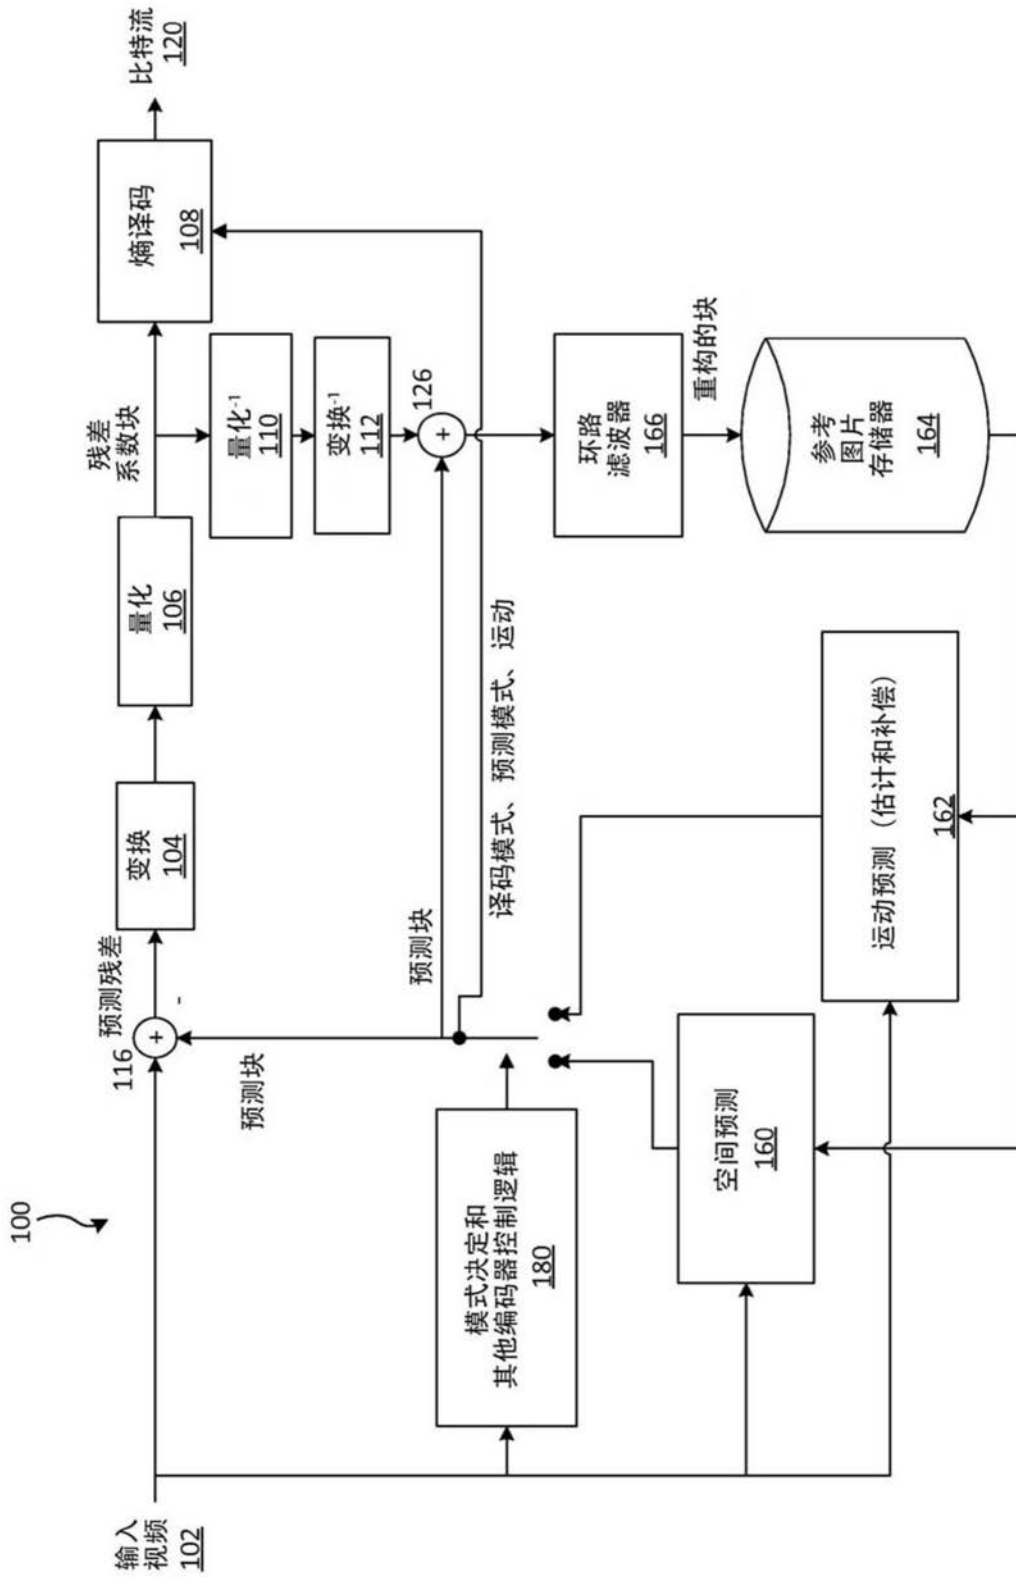 100
输入
视频
102
116
+
-
预测残差
变换
104
量化
106
残差
系数块
熵译码
108
比特流
120
量化-1
110
变换-1
112
126
+
预测块
预测块
译码模式、预测模式、运动
模式决定和
其他编码器控制逻辑
180
环路
滤波器
166
重构的块
空间预测
160
运动预测（估计和补偿）
162
参考
图片
存储器
164